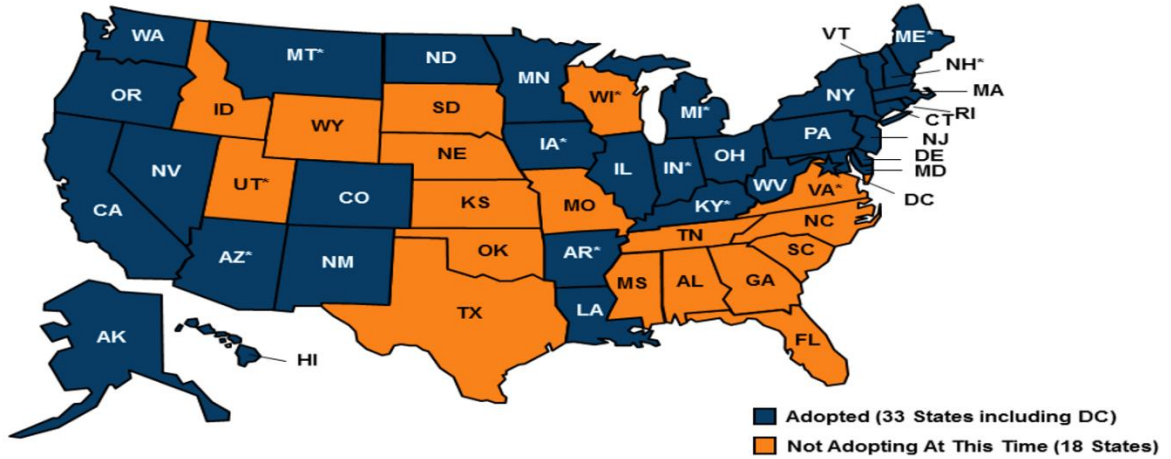 WA
MT*
ND
MN
VT
ME*
NH*
MA
OR
ID
SD
WI*
MI*
NY
RI
CT
WY
PA
NJ
NV
NE
IA*
IL
IN*
OH
DE
MD
UT*
CO
WV
VA*
DC
CA
KS
MO
KY*
NC
TN
AZ*
NM
OK
AR*
SC
MS
AL
GA
TX
LA
FL
AK
HI
Adopted (33 States including DC)
Not Adopting At This Time (18 States)